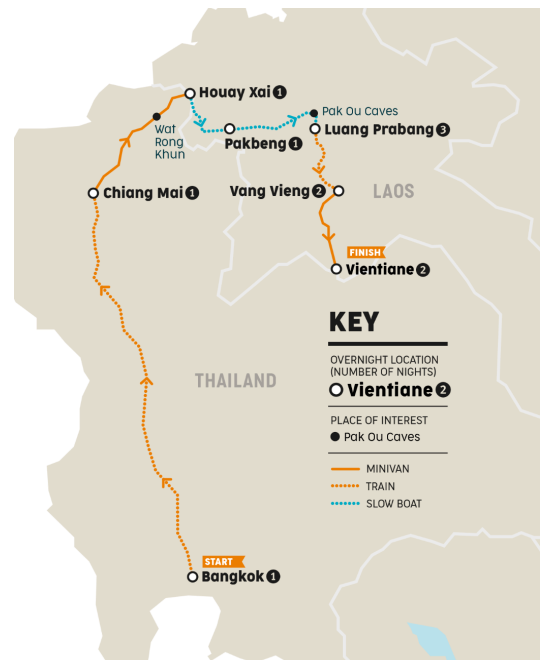 Houay Xai 1
Pak Ou Caves
Wat
Rong
Khun
Luang Prabang 3
Pakbeng 1
Chiang Mai 1
Vang Vieng 2
LAOS
FINISH
Vientiane 2
KEY
OVERNIGHT LOCATION
(NUMBER OF NIGHTS)
Vientiane 2
THAILAND
PLACE OF INTEREST
Pak Ou Caves
MINIVAN
TRAIN
SLOW BOAT
START
Bangkok 1